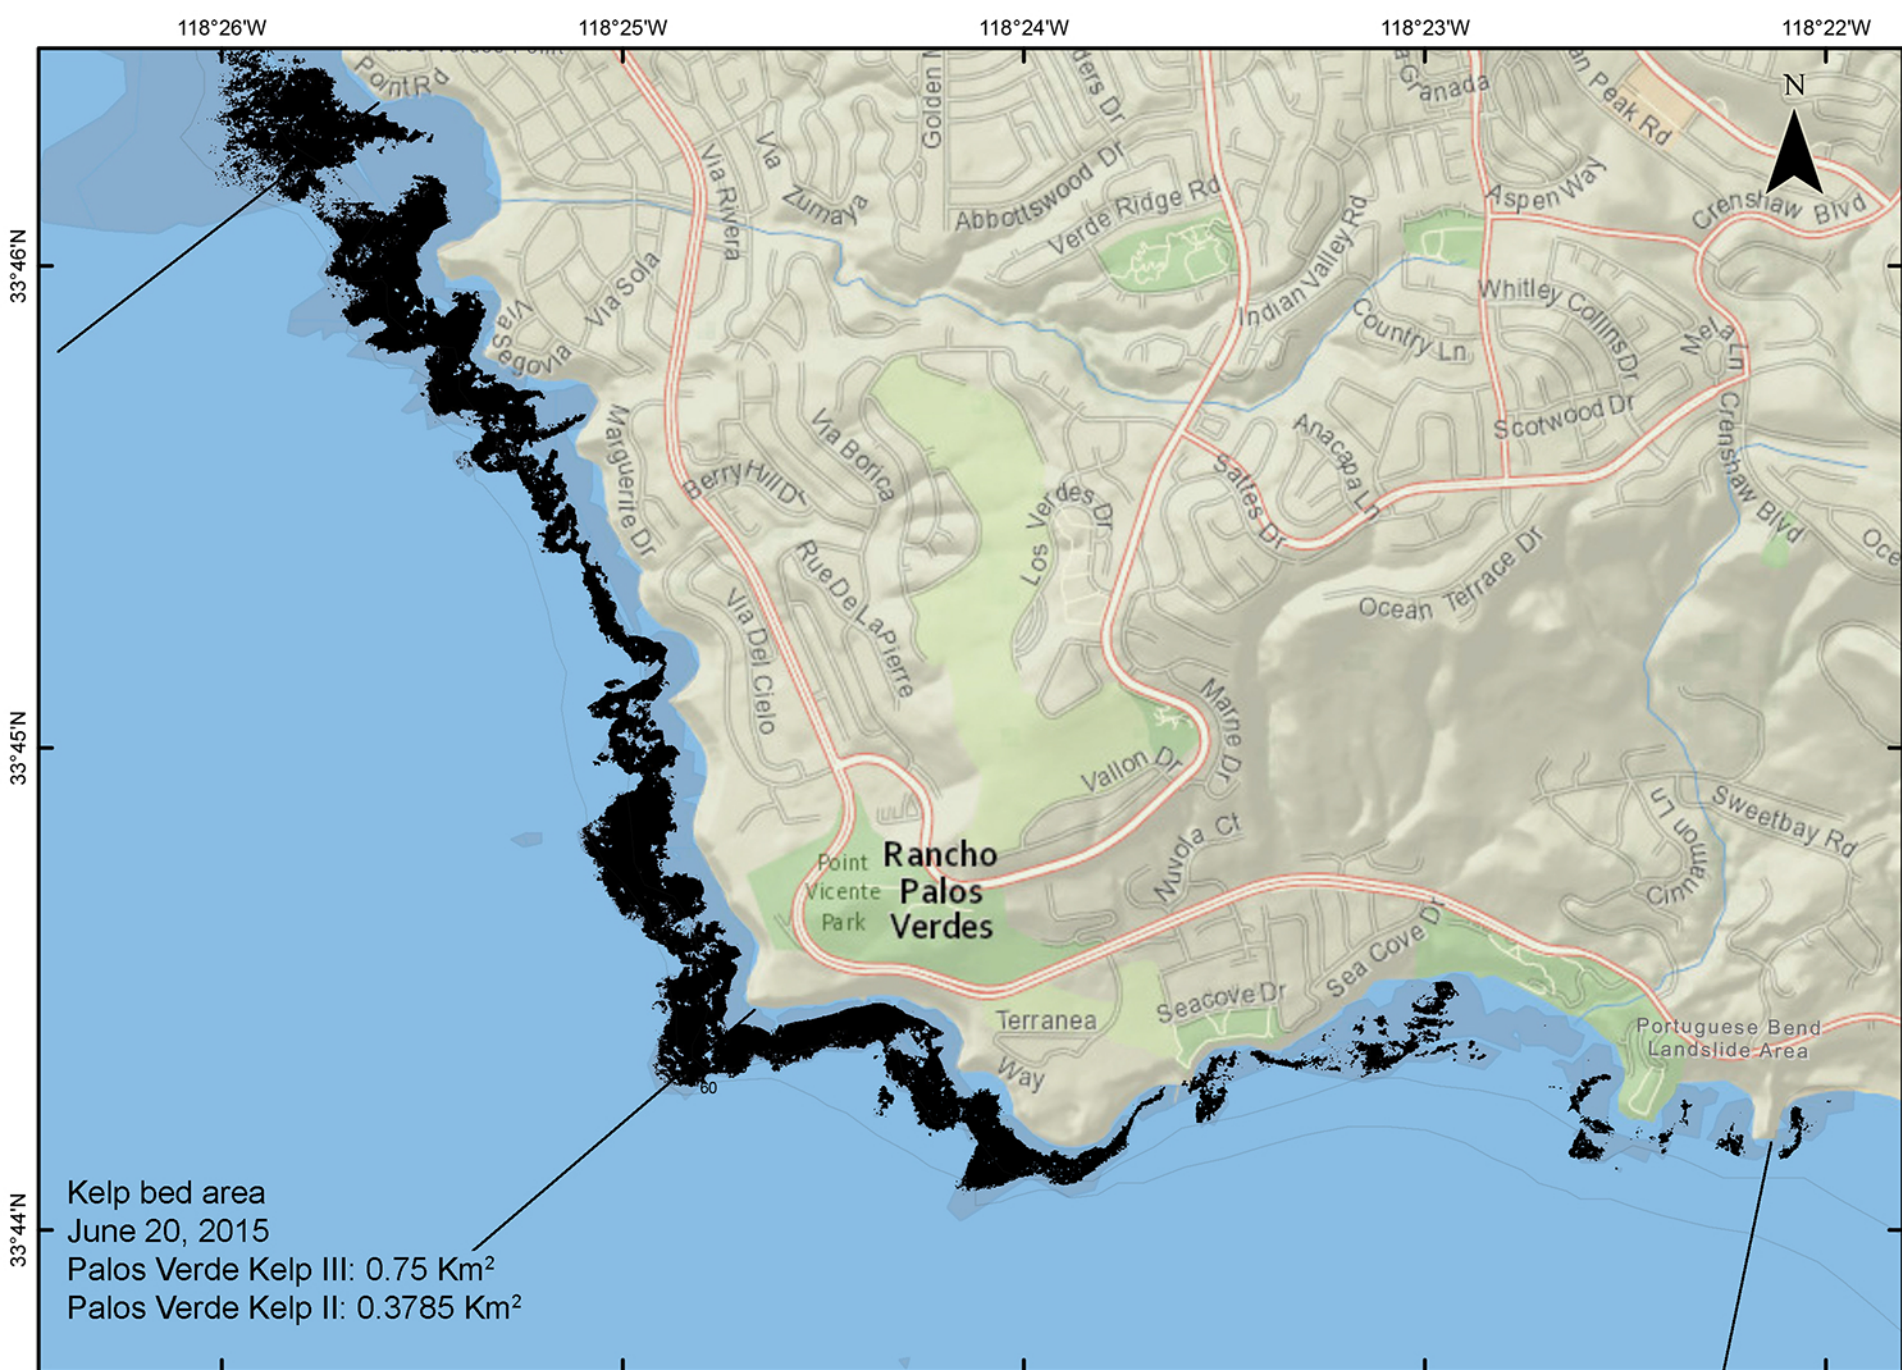 118°26'W
118°25'W
118°24'W
118°23'W
118°22'W
N
Point Rd
Golden
Granada
Peak Rd
Via Rivera
Via
Zumaya
Abbottswood Dr
Verde Ridge Rd
Aspen Way
Crenshaw Blvd
33°46'N
Via Sola
Indian Valley Rd
Via
Segovia
Whitley Collins Dr
Country Ln
Mela Ln
Marguerite Dr
Via Borica
Berry Hill Dr
Scotwood Dr
Anacapa Ln
Sattes Dr
Crenshaw Blvd
Los Verdes Dr
Rue De La Pierre
Ocean Terrace Dr
Via Del Cielo
33°45'N
Marne Dr
Vallon Dr
Nuvola Ct
Sweetbay Rd
Cinnamon Ln
Point
Vicente
Park
Rancho
Palos
Verdes
Sea Cove Dr
Seacove Dr
Terranea
Way
Portuguese Bend
Landslide Area
60
33°44'N
Kelp bed area
June 20, 2015
Palos Verde Kelp III: 0.75 Km²
Palos Verde Kelp II: 0.3785 Km²